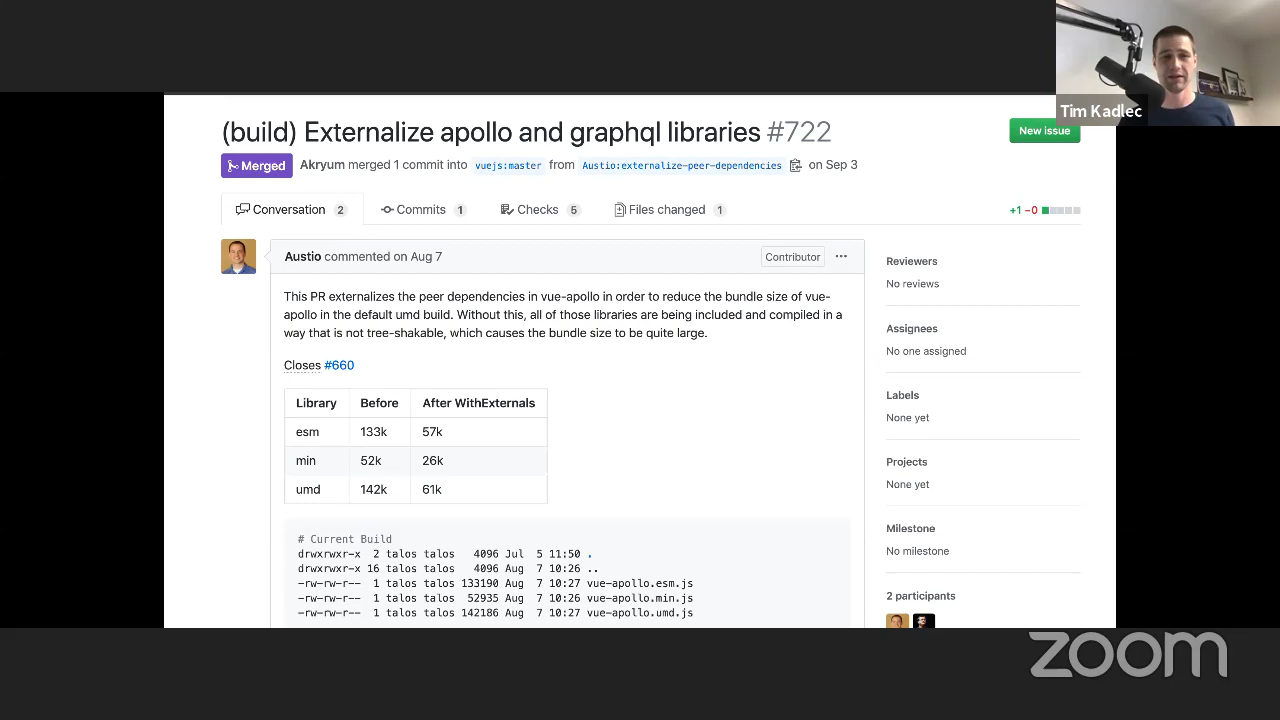 Tim Kadlec
(build) Externalize apollo and graphql libraries #722
New issue
Merged Akryum merged 1 commit into vuejs:master from Austio:externalize-peer-dependencies on Sep 3
Conversation 2 Commits 1 Checks 5 Files changed 1 +1 −0
Austio commented on Aug 7 Contributor ...
This PR externalizes the peer dependencies in vue-apollo in order to reduce the bundle size of vue-
apollo in the default umd build. Without this, all of those libraries are being included and compiled in a
way that is not tree-shakable, which causes the bundle size to be quite large.
Closes #660
Library Before After WithExternals
esm 133k 57k
min 52k 26k
umd 142k 61k
# Current Build
drwxrwxr-x 2 talos talos 4096 Jul 5 11:50 .
drwxrwxr-x 16 talos talos 4096 Aug 7 10:26 ..
-rw-rw-r-- 1 talos talos 133190 Aug 7 10:27 vue-apollo.esm.js
-rw-rw-r-- 1 talos talos 52935 Aug 7 10:27 vue-apollo.min.js
-rw-rw-r-- 1 talos talos 142186 Aug 7 10:27 vue-apollo.umd.js
Reviewers
No reviews
Assignees
No one assigned
Labels
None yet
Projects
None yet
Milestone
No milestone
2 participants
zoom